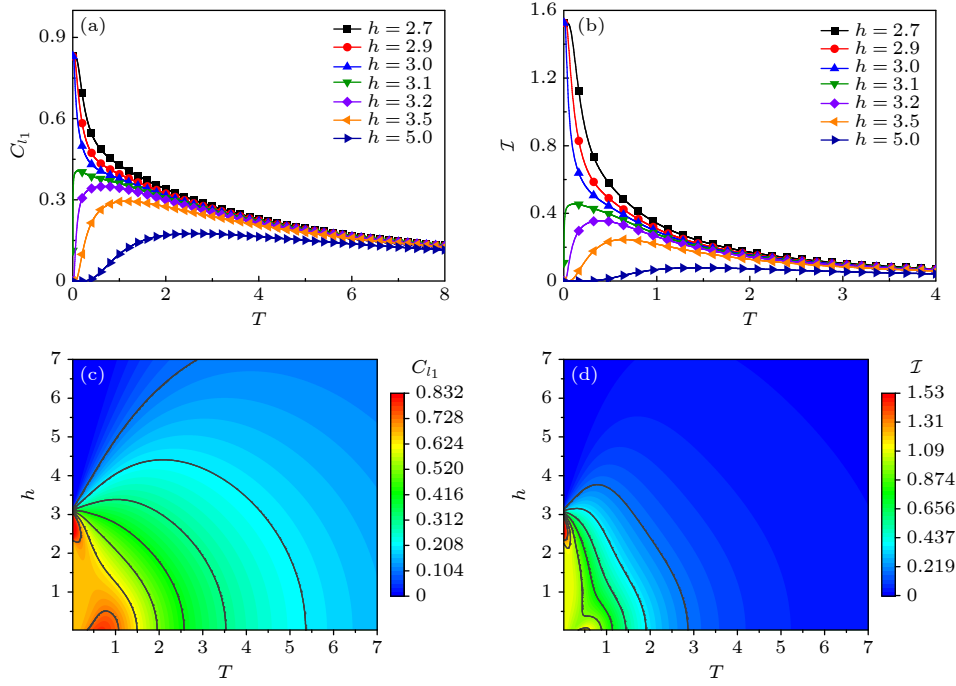 (a)
0.9
0.6
0.3
0
C_{l_1}
h = 2.7
h = 2.9
h = 3.0
h = 3.1
h = 3.2
h = 3.5
h = 5.0
0 2 4 6 8
T
(b)
1.6
1.2
0.8
0.4
0
ℐ
h = 2.7
h = 2.9
h = 3.0
h = 3.1
h = 3.2
h = 3.5
h = 5.0
0 1 2 3 4
T
(c)
7
6
5
4
3
2
1
h
1 2 3 4 5 6 7
T
C_{l_1}
0.832
0.728
0.624
0.520
0.416
0.312
0.208
0.104
0
(d)
7
6
5
4
3
2
1
h
1 2 3 4 5 6 7
T
ℐ
1.53
1.31
1.09
0.874
0.656
0.437
0.219
0